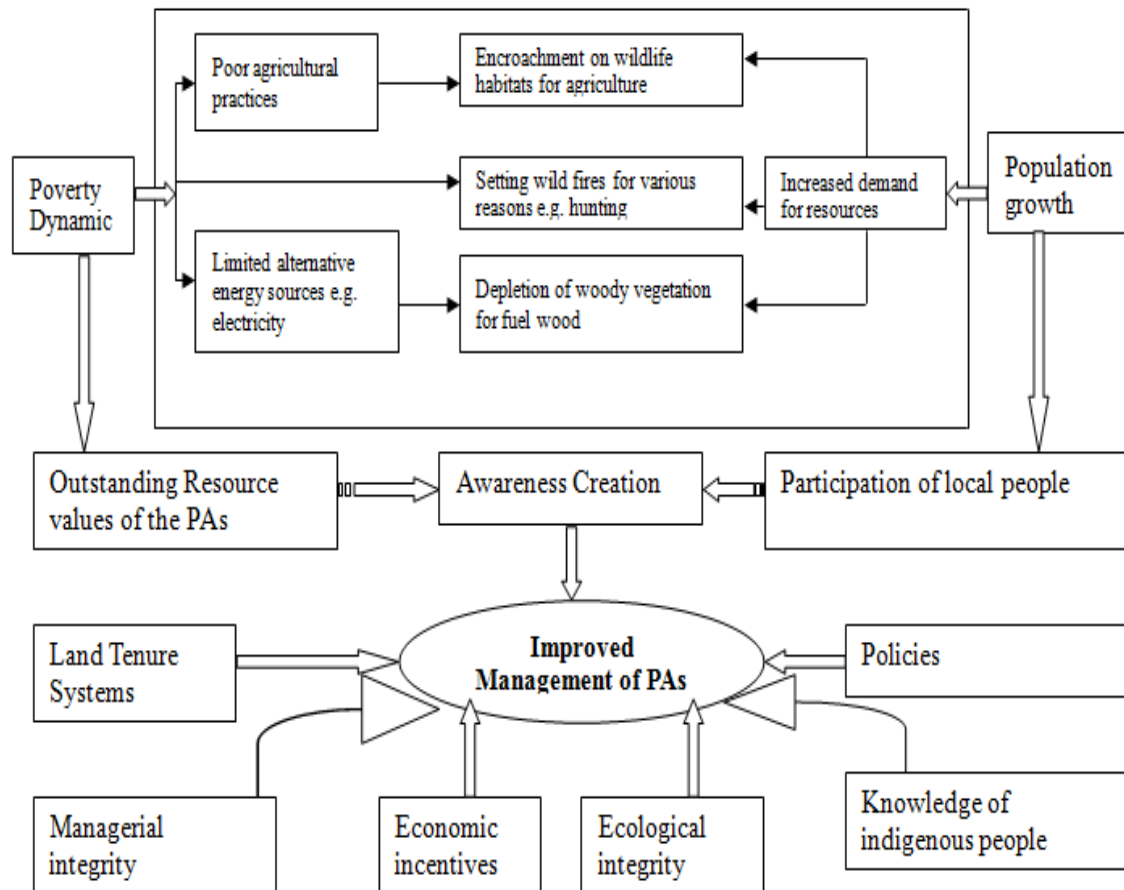 Poor agricultural
practices
Encroachment on wildlife
habitats for agriculture
Poverty
Dynamic
Setting wild fires for various
reasons e.g. hunting
Increased demand
for resources
Population
growth
Limited alternative
energy sources e.g.
electricity
Depletion of woody vegetation
for fuel wood
Outstanding Resource
values of the PAs
Awareness Creation
Participation of local people
Land Tenure
Systems
Improved
Management of PAs
Policies
Managerial
integrity
Economic
incentives
Ecological
integrity
Knowledge of
indigenous people